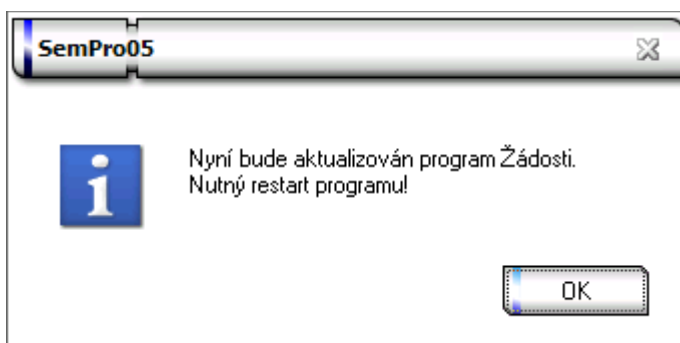 SemPro05
Nyní bude aktualizován program Žádosti.
Nutný restart programu!
OK